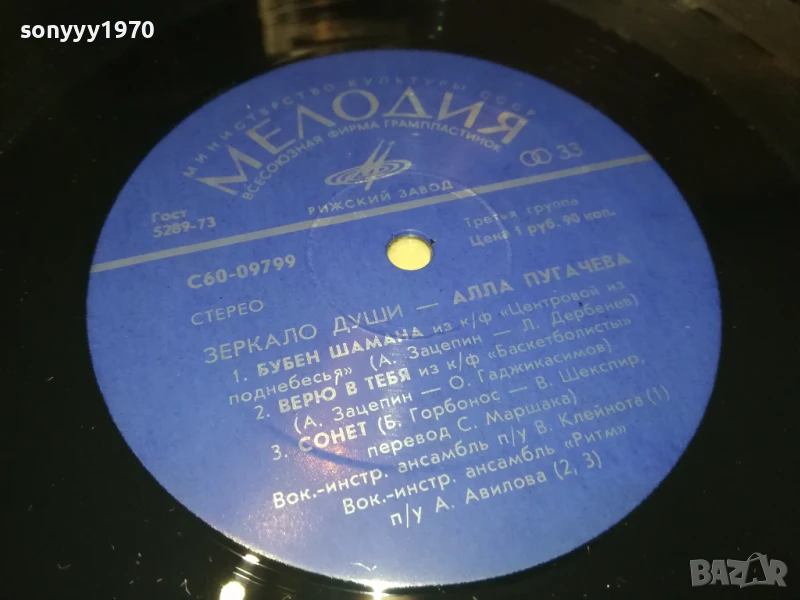 sonyyy1970
МИНИСТЕРСТВО КУЛЬТУРЫ СССР
МЕЛОДИЯ
ВСЕСОЮЗНАЯ ФИРМА ГРАМПЛАСТИНОК
33
РИЖСКИЙ ЗАВОД
Гост
5289-73
Третья группа
Цена 1 руб. 90 коп.
С60-09799
СТЕРЕО
ЗЕРКАЛО ДУШИ — АЛЛА ПУГАЧЕВА
1. БУБЕН ШАМАНА из к/ф «Центровой из
поднебесья» (А. Зацепин — Л. Дербенев)
2. ВЕРЮ В ТЕБЯ из к/ф «Баскетболисты»
(А. Зацепин — О. Гаджикасимов)
3. СОНЕТ (Б. Горбонос — В. Шекспир,
перевод С. Маршака)
Вок.-инстр. ансамбль п/у В. Клейнота (1)
Вок.-инстр. ансамбль «Ритм»
п/у А. Авилова (2, 3)
BAZAR